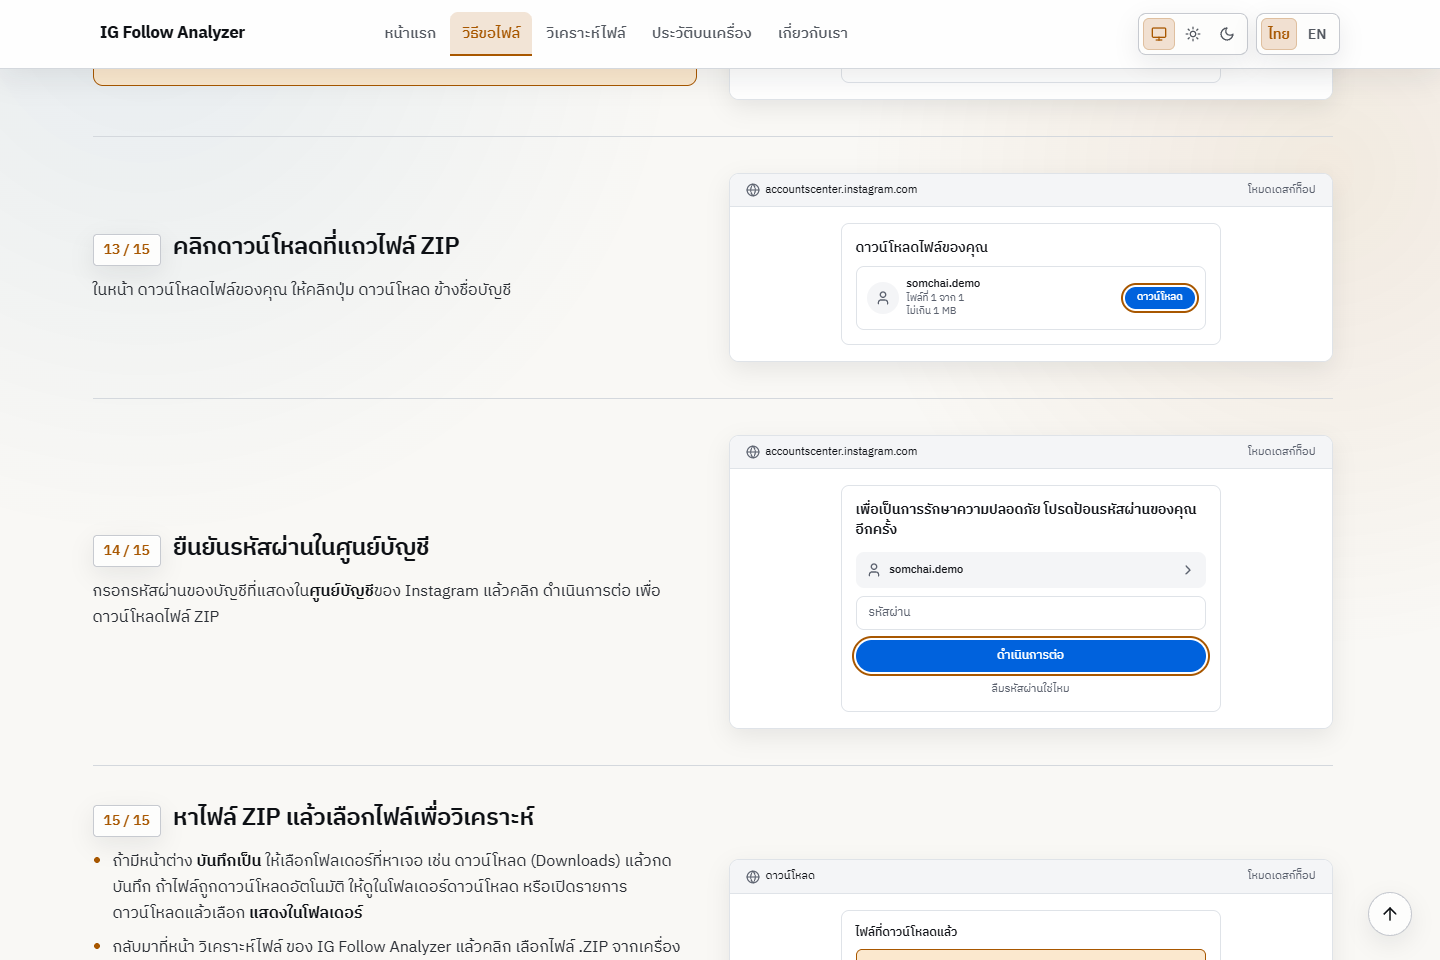 IG Follow Analyzer
หน้าแรก
วิธีขอไฟล์
วิเคราะห์ไฟล์
ประวัติบนเครื่อง
เกี่ยวกับเรา
ไทย
EN
13 / 15
คลิกดาวน์โหลดที่แถวไฟล์ ZIP
ในหน้า ดาวน์โหลดไฟล์ของคุณ ให้คลิกปุ่ม ดาวน์โหลด ข้างชื่อบัญชี
accountscenter.instagram.com
โหมดเดสก์ท็อป
ดาวน์โหลดไฟล์ของคุณ
somchai.demo
ไฟล์ที่ 1 จาก 1
ไม่เกิน 1 MB
ดาวน์โหลด
14 / 15
ยืนยันรหัสผ่านในศูนย์บัญชี
กรอกรหัสผ่านของบัญชีที่แสดงในศูนย์บัญชีของ Instagram แล้วคลิก ดำเนินการต่อ เพื่อ
ดาวน์โหลดไฟล์ ZIP
accountscenter.instagram.com
โหมดเดสก์ท็อป
เพื่อเป็นการรักษาความปลอดภัย โปรดป้อนรหัสผ่านของคุณ
อีกครั้ง
somchai.demo
รหัสผ่าน
ดำเนินการต่อ
ลืมรหัสผ่านใช่ไหม
15 / 15
หาไฟล์ ZIP แล้วเลือกไฟล์เพื่อวิเคราะห์
ถ้ามีหน้าต่าง บันทึกเป็น ให้เลือกโฟลเดอร์ที่หาเจอ เช่น ดาวน์โหลด (Downloads) แล้วกด
บันทึก ถ้าไฟล์ถูกดาวน์โหลดอัตโนมัติ ให้ดูในโฟลเดอร์ดาวน์โหลด หรือเปิดรายการ
ดาวน์โหลดแล้วเลือก แสดงในโฟลเดอร์
กลับมาที่หน้า วิเคราะห์ไฟล์ ของ IG Follow Analyzer แล้วคลิก เลือกไฟล์ .ZIP จากเครื่อง
ดาวน์โหลด
โหมดเดสก์ท็อป
ไฟล์ที่ดาวน์โหลดแล้ว